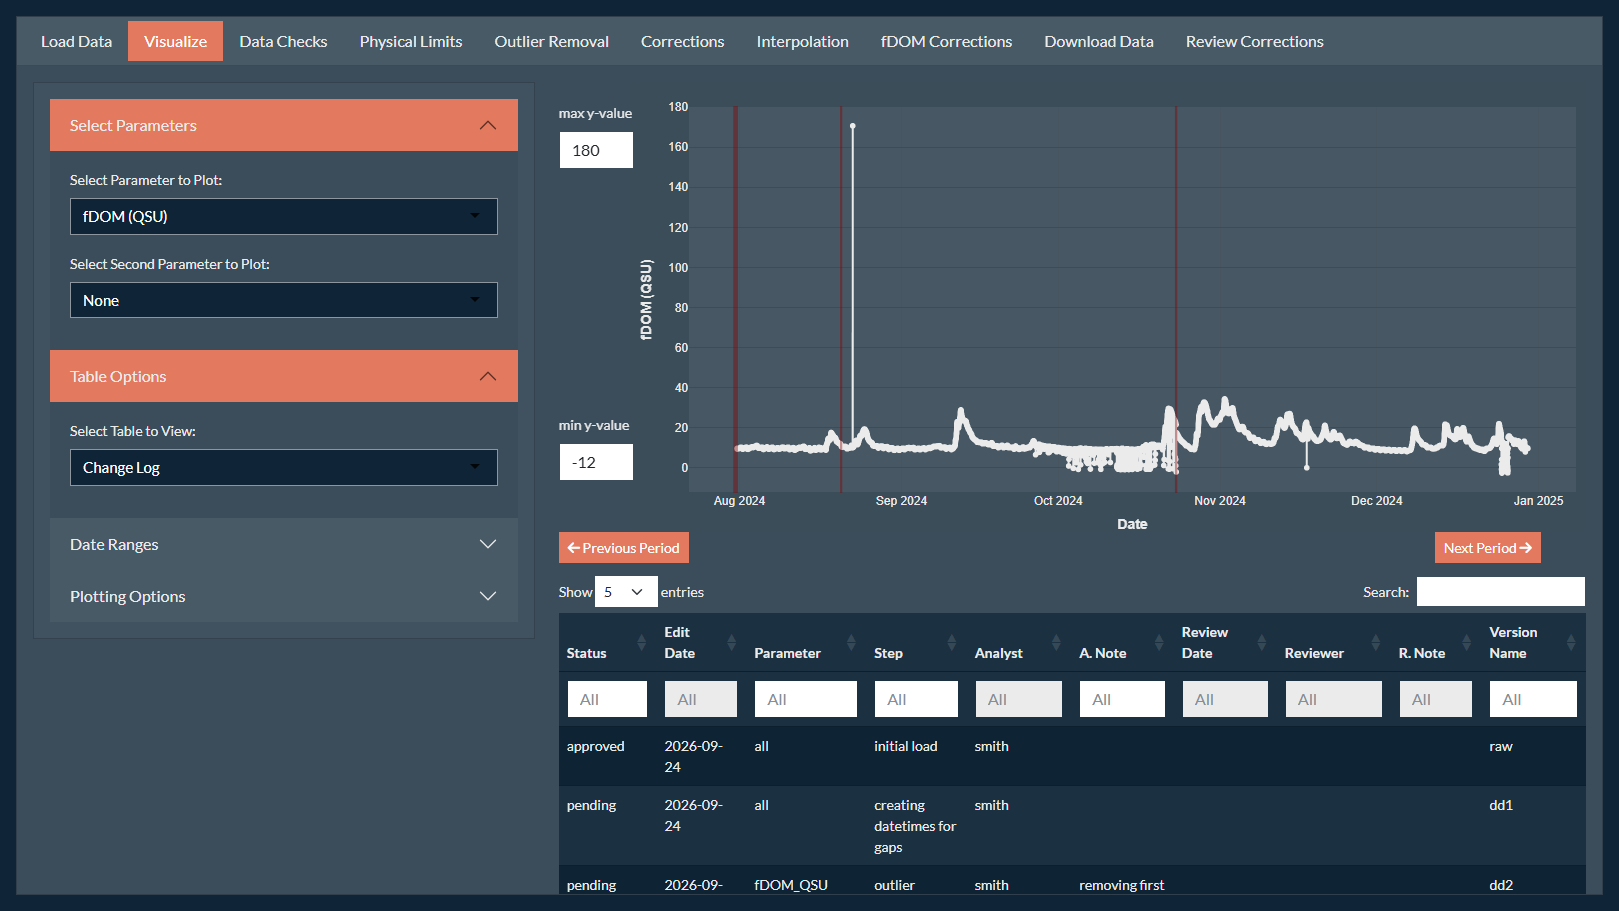 Load Data Visualize Data Checks Physical Limits Outlier Removal Corrections Interpolation fDOM Corrections Download Data Review Corrections
Select Parameters
Select Parameter to Plot:
fDOM (QSU)
Select Second Parameter to Plot:
None
Table Options
Select Table to View:
Change Log
Date Ranges
Plotting Options
max y-value
180
min y-value
-12
fDOM (QSU)
180
160
140
120
100
80
60
40
20
0
Aug 2024 Sep 2024 Oct 2024 Nov 2024 Dec 2024 Jan 2025
Date
Previous Period Next Period
Show 5 entries Search:
Status Edit Date Parameter Step Analyst A. Note Review Date Reviewer R. Note Version Name
All All All All All All All All All All
approved 2026-09-24 all initial load smith raw
pending 2026-09-24 all creating datetimes for gaps smith dd1
pending 2026-09- fDOM_QSU outlier smith removing first dd2